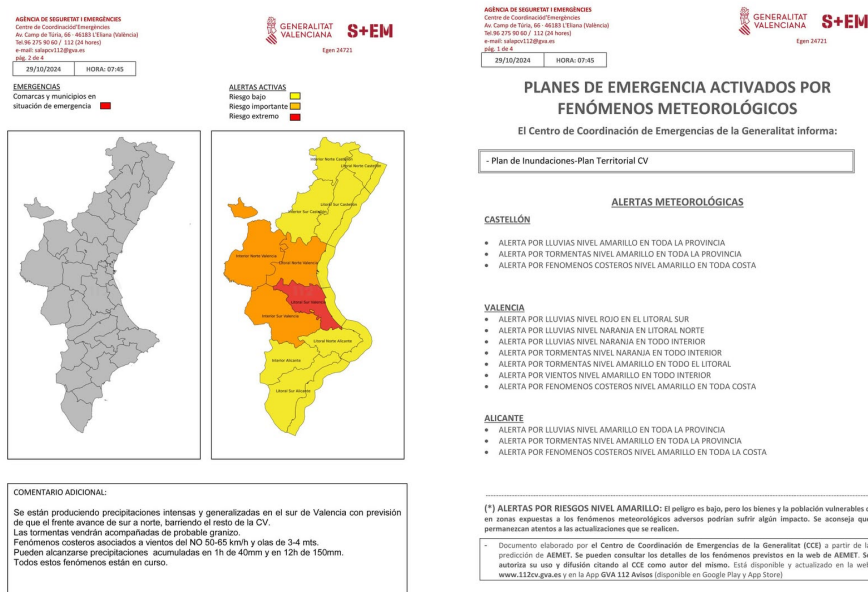 AGÈNCIA DE SEGURETAT I EMERGÈNCIES
Centre de Coordinaciód'Emergències
Av. Camp de Túria, 66 - 46183 L'Eliana (València)
Tel.96 275 90 60 / 112 (24 hores)
e-mail: salapcv112@gva.es
pág. 2 de 4
GENERALITAT
VALENCIANA
S+EM
Egen 24721
29/10/2024 HORA: 07:45
EMERGENCIAS
Comarcas y municipios en
situación de emergencia
ALERTAS ACTIVAS
Riesgo bajo
Riesgo importante
Riesgo extremo
Interior Norte Castellón
Litoral Norte Castellón
Litoral Sur Castellón
Interior Sur Castellón
Interior Norte Valencia
Litoral Norte Valencia
Litoral Sur Valencia
Interior Sur Valencia
Litoral Norte Alicante
Interior Alicante
Litoral Sur Alicante
COMENTARIO ADICIONAL:
Se están produciendo precipitaciones intensas y generalizadas en el sur de Valencia con previsión
de que el frente avance de sur a norte, barriendo el resto de la CV.
Las tormentas vendrán acompañadas de probable granizo.
Fenómenos costeros asociados a vientos del NO 50-65 km/h y olas de 3-4 mts.
Pueden alcanzarse precipitaciones acumuladas en 1h de 40mm y en 12h de 150mm.
Todos estos fenómenos están en curso.
AGÈNCIA DE SEGURETAT I EMERGÈNCIES
Centre de Coordinaciód'Emergències
Av. Camp de Túria, 66 - 46183 L'Eliana (València)
Tel.96 275 90 60 / 112 (24 hores)
e-mail: salapcv112@gva.es
pág. 1 de 4
GENERALITAT
VALENCIANA
S+EM
Egen 24721
29/10/2024 HORA: 07:45
PLANES DE EMERGENCIA ACTIVADOS POR
FENÓMENOS METEOROLÓGICOS
El Centro de Coordinación de Emergencias de la Generalitat informa:
- Plan de Inundaciones-Plan Territorial CV
ALERTAS METEOROLÓGICAS
CASTELLÓN
• ALERTA POR LLUVIAS NIVEL AMARILLO EN TODA LA PROVINCIA
• ALERTA POR TORMENTAS NIVEL AMARILLO EN TODA LA PROVINCIA
• ALERTA POR FENOMENOS COSTEROS NIVEL AMARILLO EN TODA COSTA
VALENCIA
• ALERTA POR LLUVIAS NIVEL ROJO EN EL LITORAL SUR
• ALERTA POR LLUVIAS NIVEL NARANJA EN LITORAL NORTE
• ALERTA POR LLUVIAS NIVEL NARANJA EN TODO INTERIOR
• ALERTA POR TORMENTAS NIVEL NARANJA EN TODO INTERIOR
• ALERTA POR TORMENTAS NIVEL AMARILLO EN TODO EL LITORAL
• ALERTA POR VIENTOS NIVEL AMARILLO EN TODO INTERIOR
• ALERTA POR FENOMENOS COSTEROS NIVEL AMARILLO EN TODA COSTA
ALICANTE
• ALERTA POR LLUVIAS NIVEL AMARILLO EN TODA LA PROVINCIA
• ALERTA POR TORMENTAS NIVEL AMARILLO EN TODA LA PROVINCIA
• ALERTA POR FENOMENOS COSTEROS NIVEL AMARILLO EN TODA LA COSTA
(*) ALERTAS POR RIESGOS NIVEL AMARILLO: El peligro es bajo, pero los bienes y la población vulnerables o
en zonas expuestas a los fenómenos meteorológicos adversos podrían sufrir algún impacto. Se aconseja que
permanezcan atentos a las actualizaciones que se realicen.
- Documento elaborado por el Centro de Coordinación de Emergencias de la Generalitat (CCE) a partir de la
predicción de AEMET. Se pueden consultar los detalles de los fenómenos previstos en la web de AEMET. Se
autoriza su uso y difusión citando al CCE como autor del mismo. Está disponible y actualizado en la web
www.112cv.gva.es y en la App GVA 112 Avisos (disponible en Google Play y App Store)